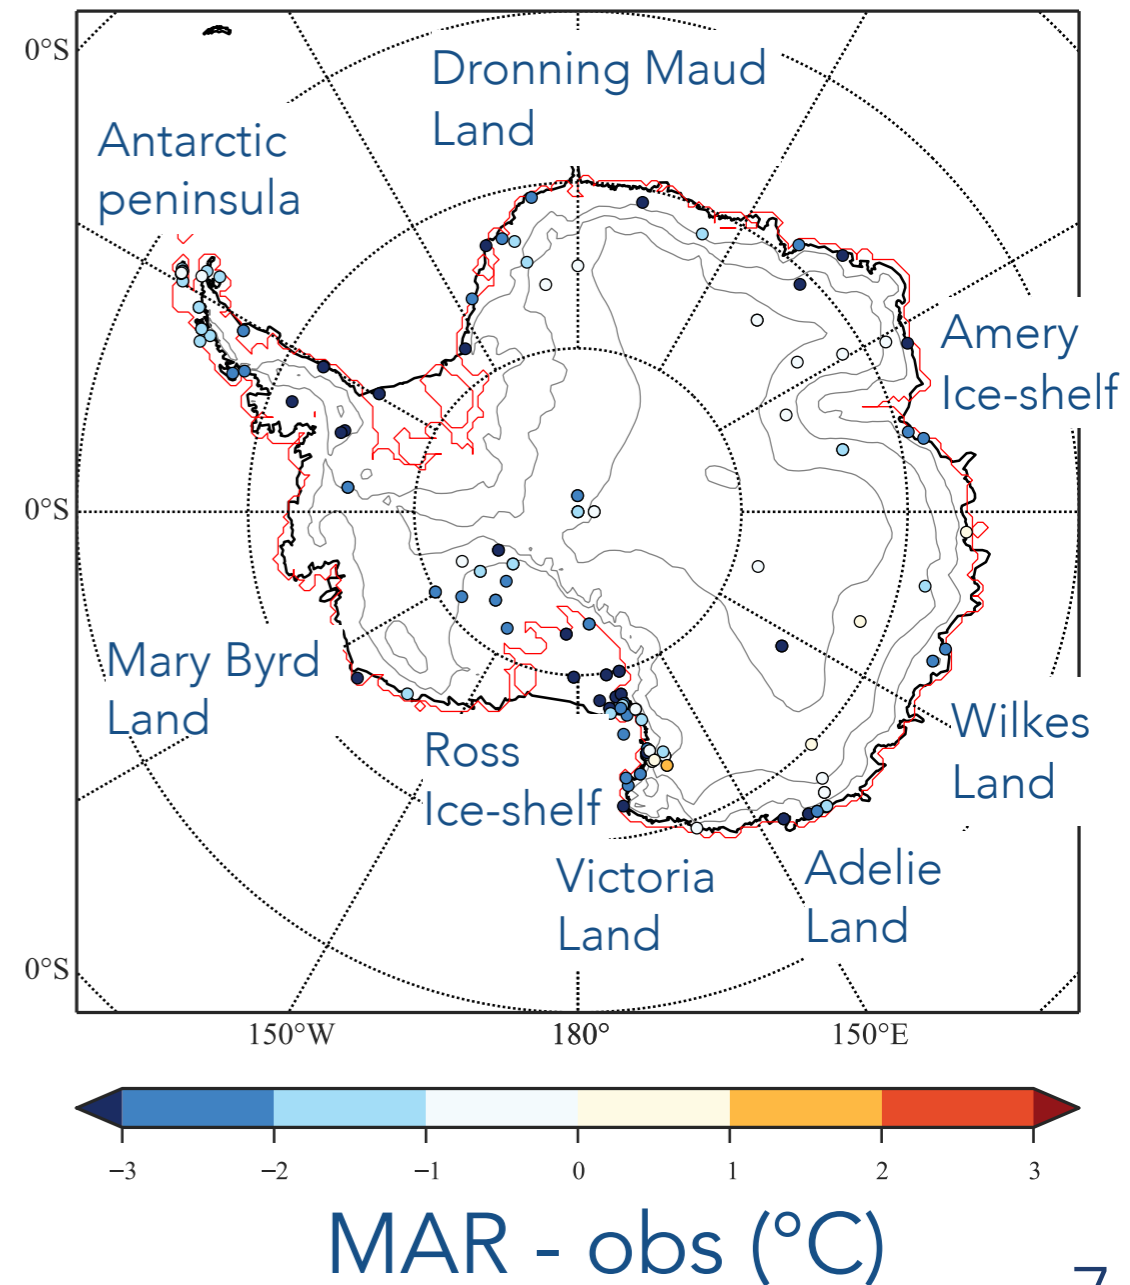 0°S
Dronning Maud
Land
Antarctic
peninsula
Amery
Ice-shelf
0°S
Mary Byrd
Land
Ross
Ice-shelf
Wilkes
Land
Victoria
Land
Adelie
Land
0°S
150°W
180°
150°E
−3
−2
−1
0
1
2
3
MAR - obs (°C)
7